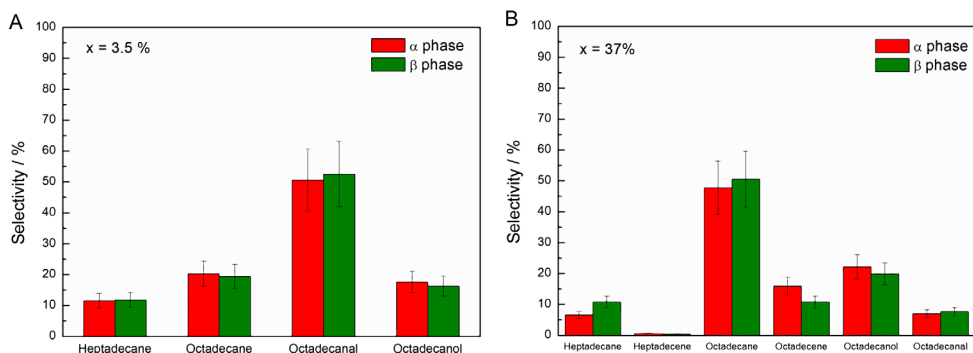 A
x = 3.5 %
α phase
β phase
Selectivity / %
100
90
80
70
60
50
40
30
20
10
0
Heptadecane Octadecane Octadecanal Octadecanol
B
x = 37%
α phase
β phase
Selectivity / %
100
90
80
70
60
50
40
30
20
10
0
Heptadecane Heptadecene Octadecane Octadecene Octadecanol Octadecanal